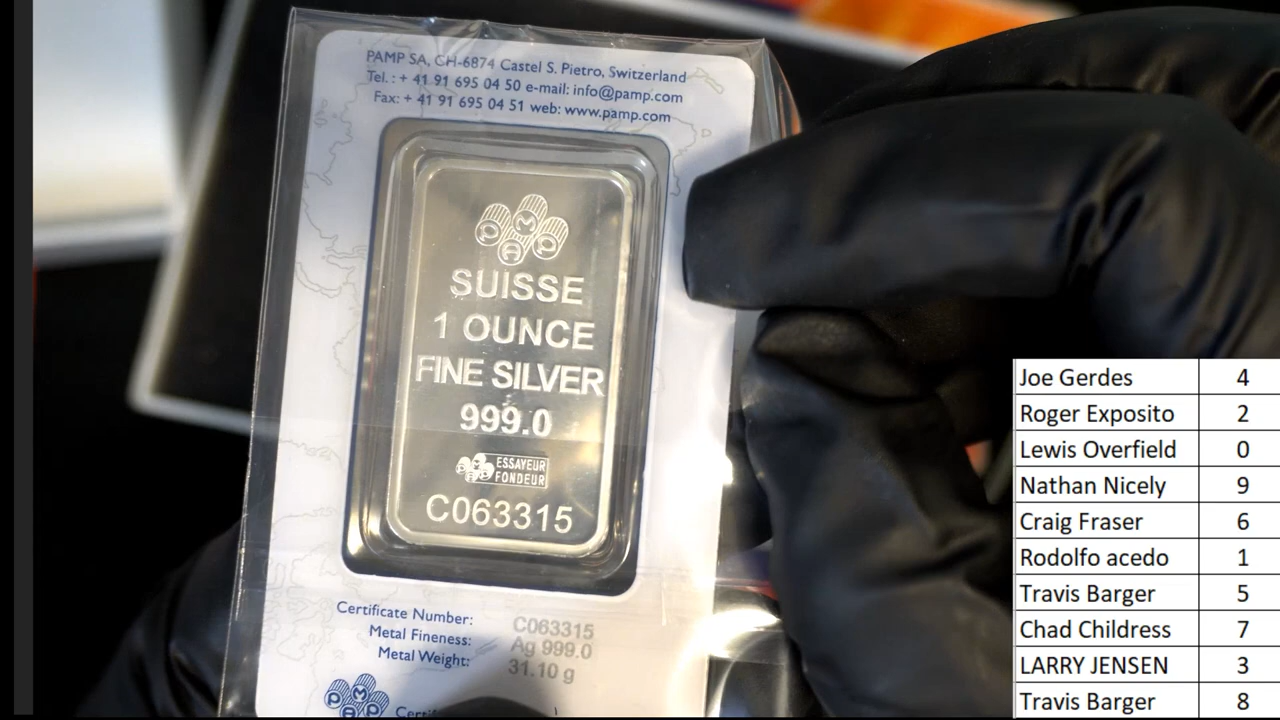 PAMP SA, CH-6874 Castel S. Pietro, Switzerland
Tel. : + 41 91 695 04 50 e-mail: info@pamp.com
Fax: + 41 91 695 04 51 web: www.pamp.com
PAMP
SUISSE
1 OUNCE
FINE SILVER
999.0
ESSAYEUR
FONDEUR
C063315
Certificate Number: C063315
Metal Fineness: Ag 999.0
Metal Weight: 31.10 g
PAMP
Joe Gerdes 4
Roger Exposito 2
Lewis Overfield 0
Nathan Nicely 9
Craig Fraser 6
Rodolfo acedo 1
Travis Barger 5
Chad Childress 7
LARRY JENSEN 3
Travis Barger 8